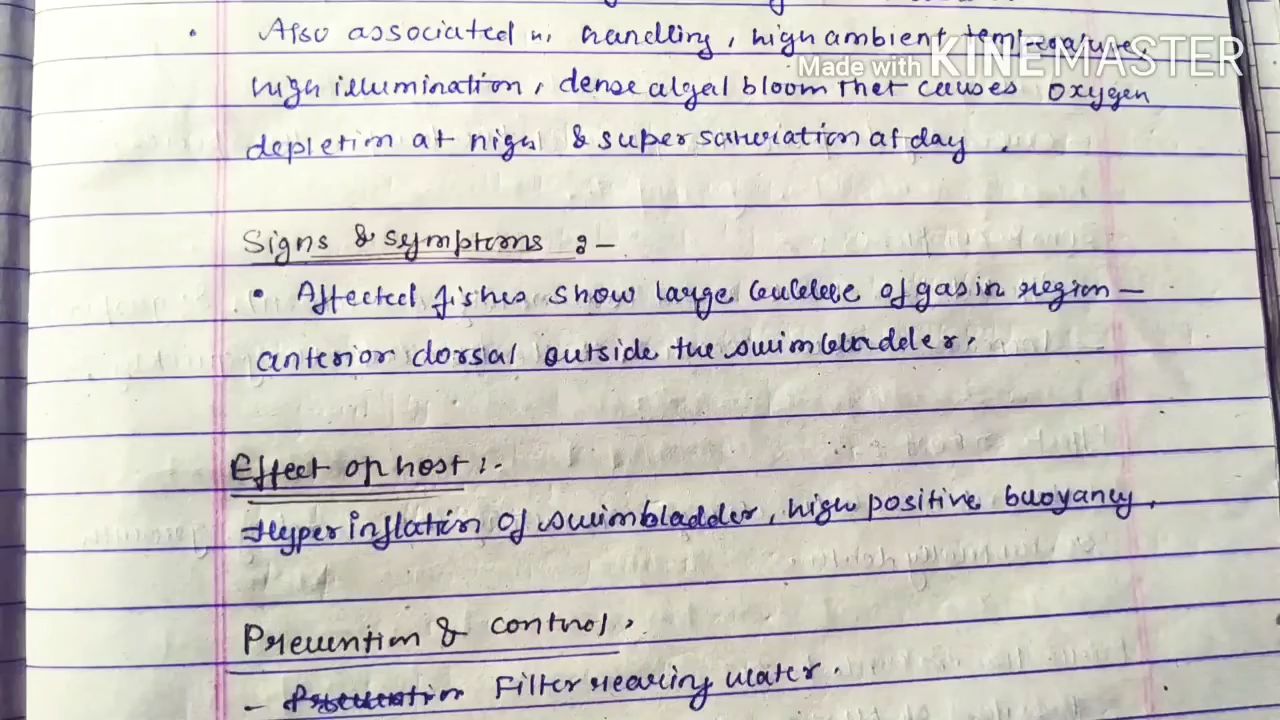 • Also associated w. handling, high ambient temperature,
Made with KINEMASTER
high illumination, dense algal bloom that causes oxygen
depletion at night & super saturation at day.
Signs & symptoms :-
• Affected fishes show large bubble of gas in region -
anterior dorsal outside the swimbladder.
Effect on host :-
Hyperinflation of swimbladder, high positive buoyancy.
Prevention & control,
- Filter rearing water.